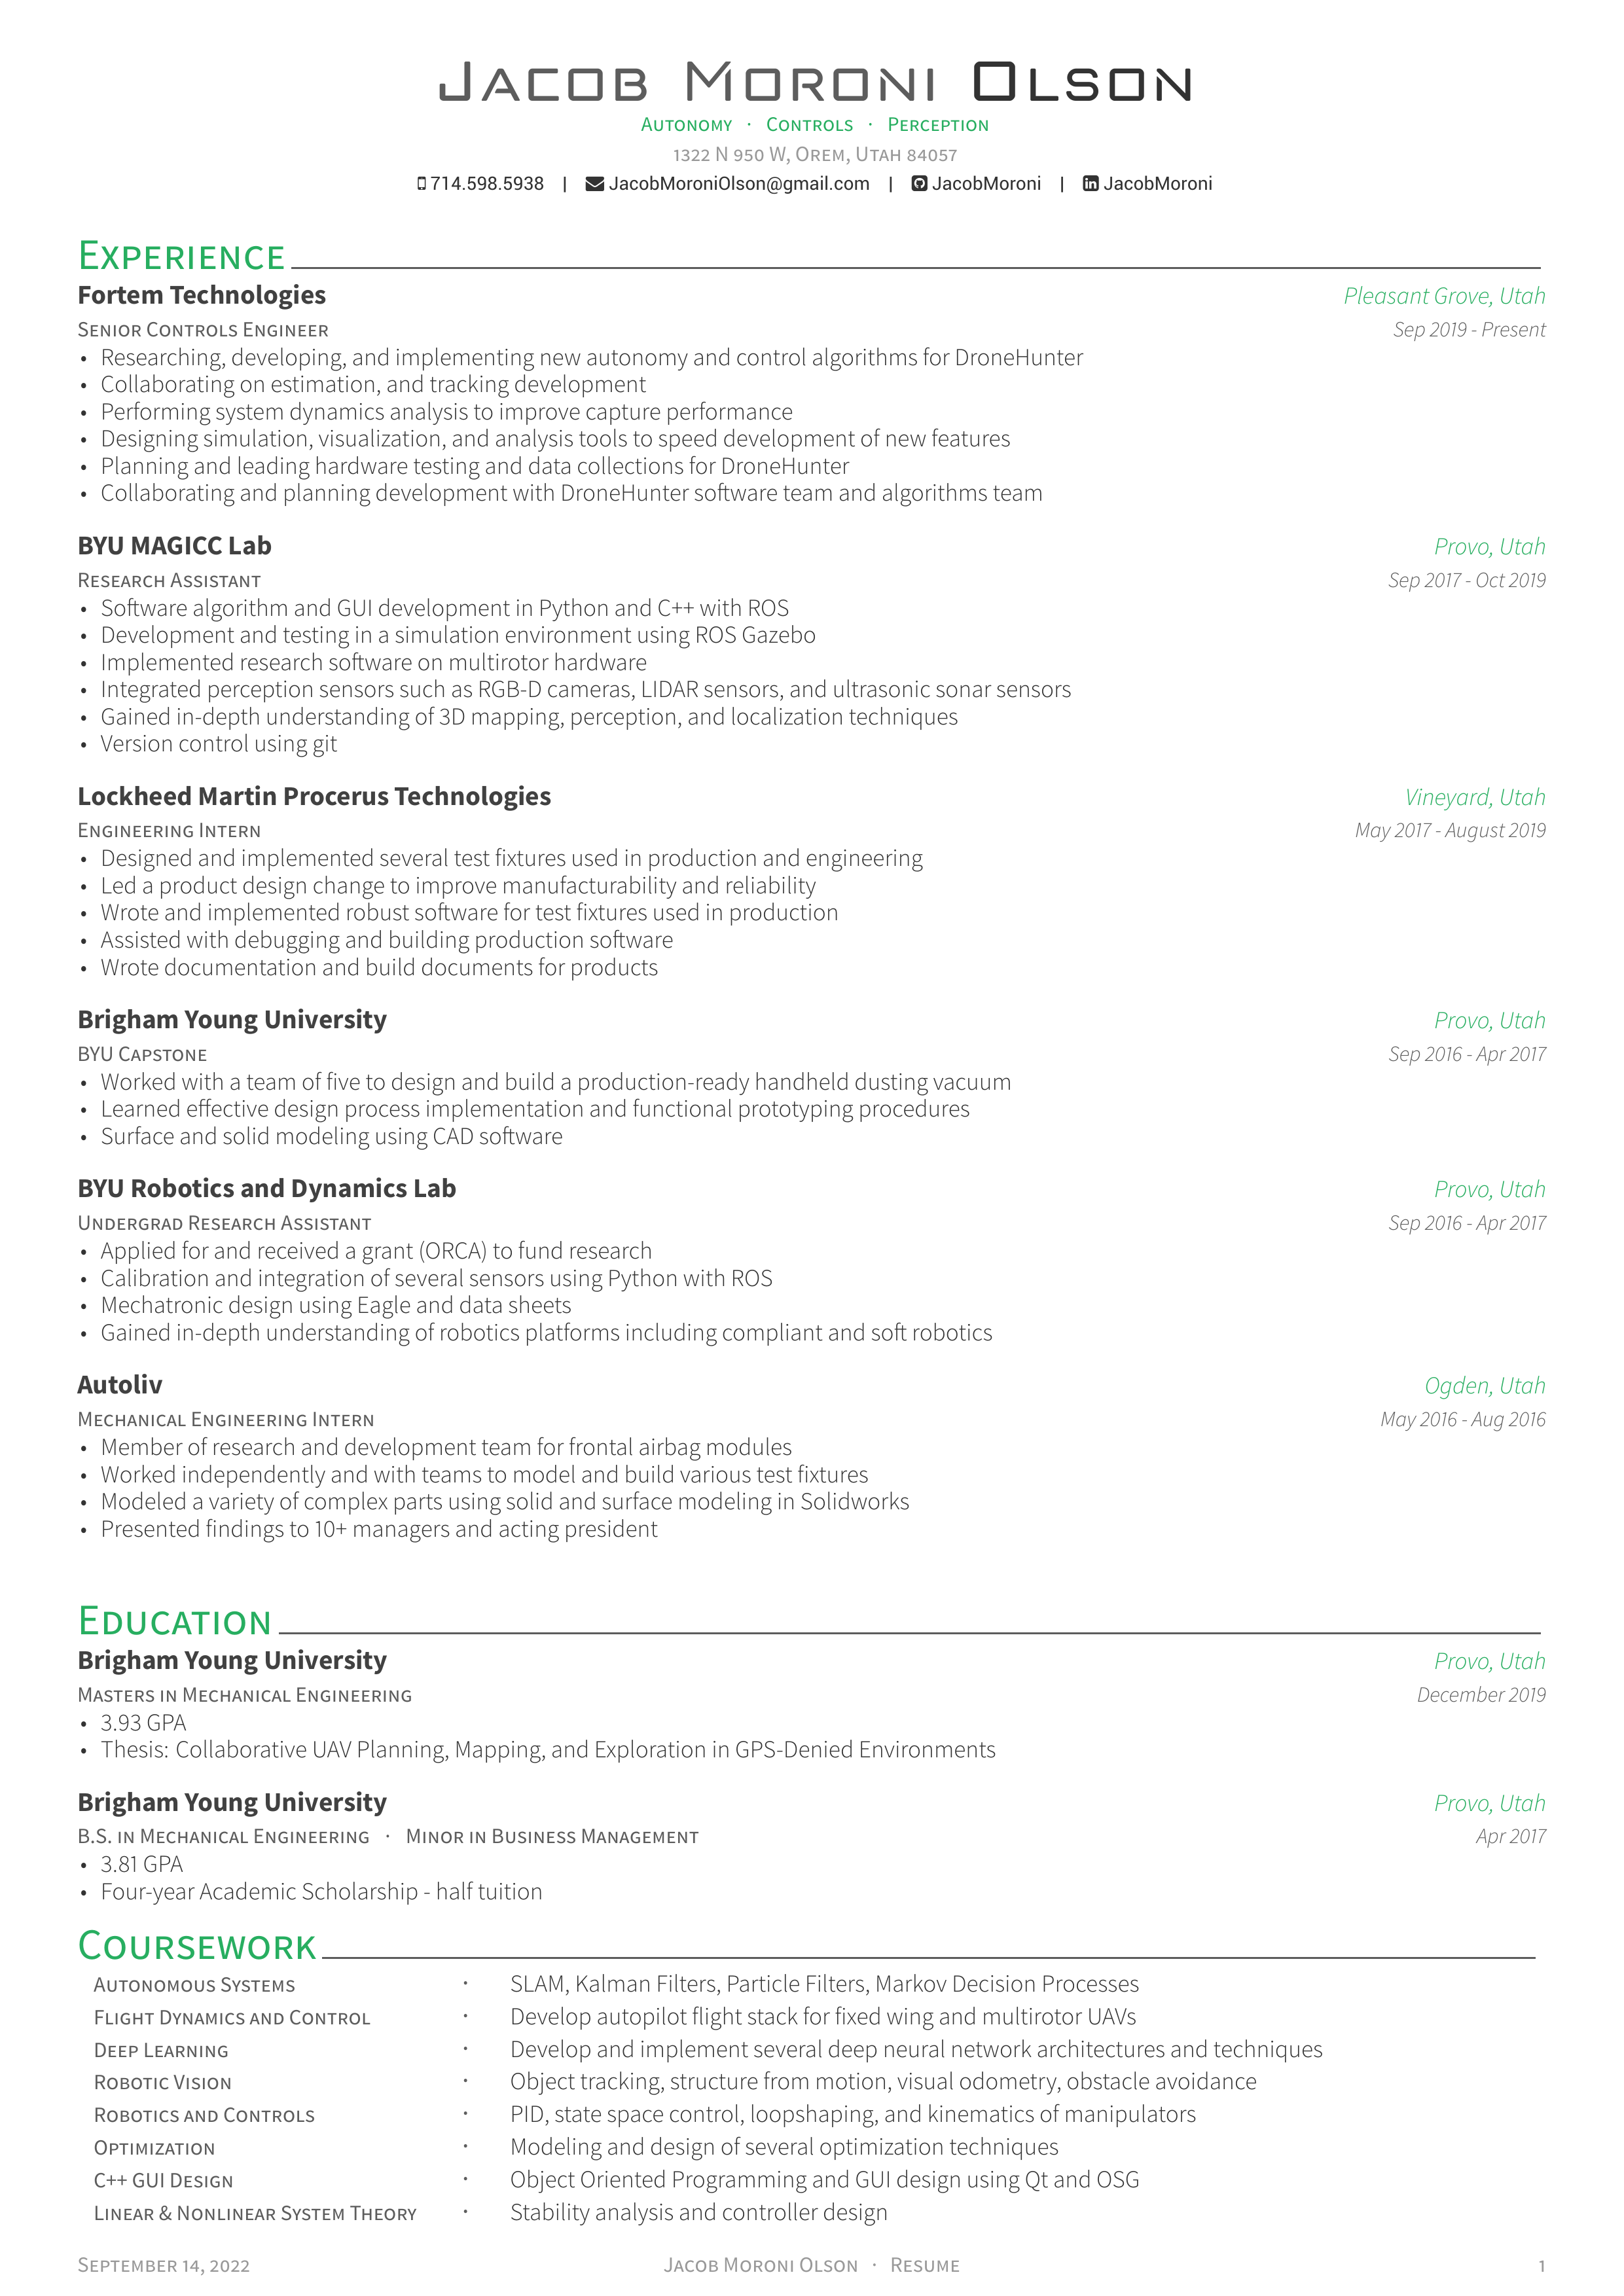 Jacob Moroni Olson
Autonomy · Controls · Perception
1322 N 950 W, Orem, Utah 84057
714.598.5938 | JacobMoroniOlson@gmail.com | JacobMoroni | JacobMoroni
Experience
Fortem Technologies Pleasant Grove, Utah
Senior Controls Engineer Sep 2019 - Present
• Researching, developing, and implementing new autonomy and control algorithms for DroneHunter
• Collaborating on estimation, and tracking development
• Performing system dynamics analysis to improve capture performance
• Designing simulation, visualization, and analysis tools to speed development of new features
• Planning and leading hardware testing and data collections for DroneHunter
• Collaborating and planning development with DroneHunter software team and algorithms team
BYU MAGICC Lab Provo, Utah
Research Assistant Sep 2017 - Oct 2019
• Software algorithm and GUI development in Python and C++ with ROS
• Development and testing in a simulation environment using ROS Gazebo
• Implemented research software on multirotor hardware
• Integrated perception sensors such as RGB-D cameras, LIDAR sensors, and ultrasonic sonar sensors
• Gained in-depth understanding of 3D mapping, perception, and localization techniques
• Version control using git
Lockheed Martin Procerus Technologies Vineyard, Utah
Engineering Intern May 2017 - August 2019
• Designed and implemented several test fixtures used in production and engineering
• Led a product design change to improve manufacturability and reliability
• Wrote and implemented robust software for test fixtures used in production
• Assisted with debugging and building production software
• Wrote documentation and build documents for products
Brigham Young University Provo, Utah
BYU Capstone Sep 2016 - Apr 2017
• Worked with a team of five to design and build a production-ready handheld dusting vacuum
• Learned effective design process implementation and functional prototyping procedures
• Surface and solid modeling using CAD software
BYU Robotics and Dynamics Lab Provo, Utah
Undergrad Research Assistant Sep 2016 - Apr 2017
• Applied for and received a grant (ORCA) to fund research
• Calibration and integration of several sensors using Python with ROS
• Mechatronic design using Eagle and data sheets
• Gained in-depth understanding of robotics platforms including compliant and soft robotics
Autoliv Ogden, Utah
Mechanical Engineering Intern May 2016 - Aug 2016
• Member of research and development team for frontal airbag modules
• Worked independently and with teams to model and build various test fixtures
• Modeled a variety of complex parts using solid and surface modeling in Solidworks
• Presented findings to 10+ managers and acting president
Education
Brigham Young University Provo, Utah
Masters in Mechanical Engineering December 2019
• 3.93 GPA
• Thesis: Collaborative UAV Planning, Mapping, and Exploration in GPS-Denied Environments
Brigham Young University Provo, Utah
B.S. in Mechanical Engineering · Minor in Business Management Apr 2017
• 3.81 GPA
• Four-year Academic Scholarship - half tuition
Coursework
Autonomous Systems · SLAM, Kalman Filters, Particle Filters, Markov Decision Processes
Flight Dynamics and Control · Develop autopilot flight stack for fixed wing and multirotor UAVs
Deep Learning · Develop and implement several deep neural network architectures and techniques
Robotic Vision · Object tracking, structure from motion, visual odometry, obstacle avoidance
Robotics and Controls · PID, state space control, loopshaping, and kinematics of manipulators
Optimization · Modeling and design of several optimization techniques
C++ GUI Design · Object Oriented Programming and GUI design using Qt and OSG
Linear & Nonlinear System Theory · Stability analysis and controller design
September 14, 2022 Jacob Moroni Olson · Resume 1